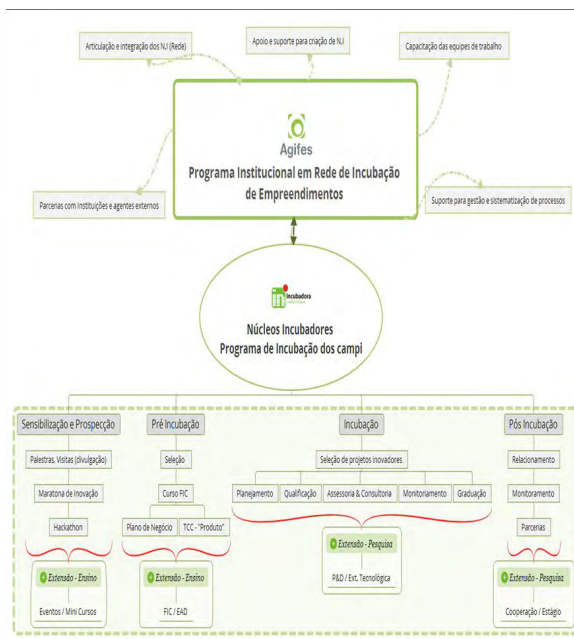 Articulação e integração dos NI (Rede)
Apoio e suporte para criação de NI
Capacitação das equipes de trabalho
Agifes
Programa Institucional em Rede de Incubação
de Empreendimentos
Parcerias com Instituições e agentes externos
Suporte para gestão e sistematização de processos
Incubadora
Núcleos Incubadores
Programa de Incubação dos campi
Sensibilização e Prospecção
Pré Incubação
Incubação
Pós Incubação
Palestras, Visitas (divulgação)
Seleção
Seleção de projetos inovadores
Relacionamento
Maratona de inovação
Curso FIC
Planejamento
Qualificação
Assessoria & Consultoria
Monitoriamento
Graduação
Monitoramento
Hackathon
Plano de Negócio
TCC - "Produto"
Parcerias
Extensão - Ensino
Extensão - Ensino
Extensão - Pesquisa
Extensão - Pesquisa
Eventos / Mini Cursos
FIC / EAD
P&D / Ext. Tecnológica
Cooperação / Estágio